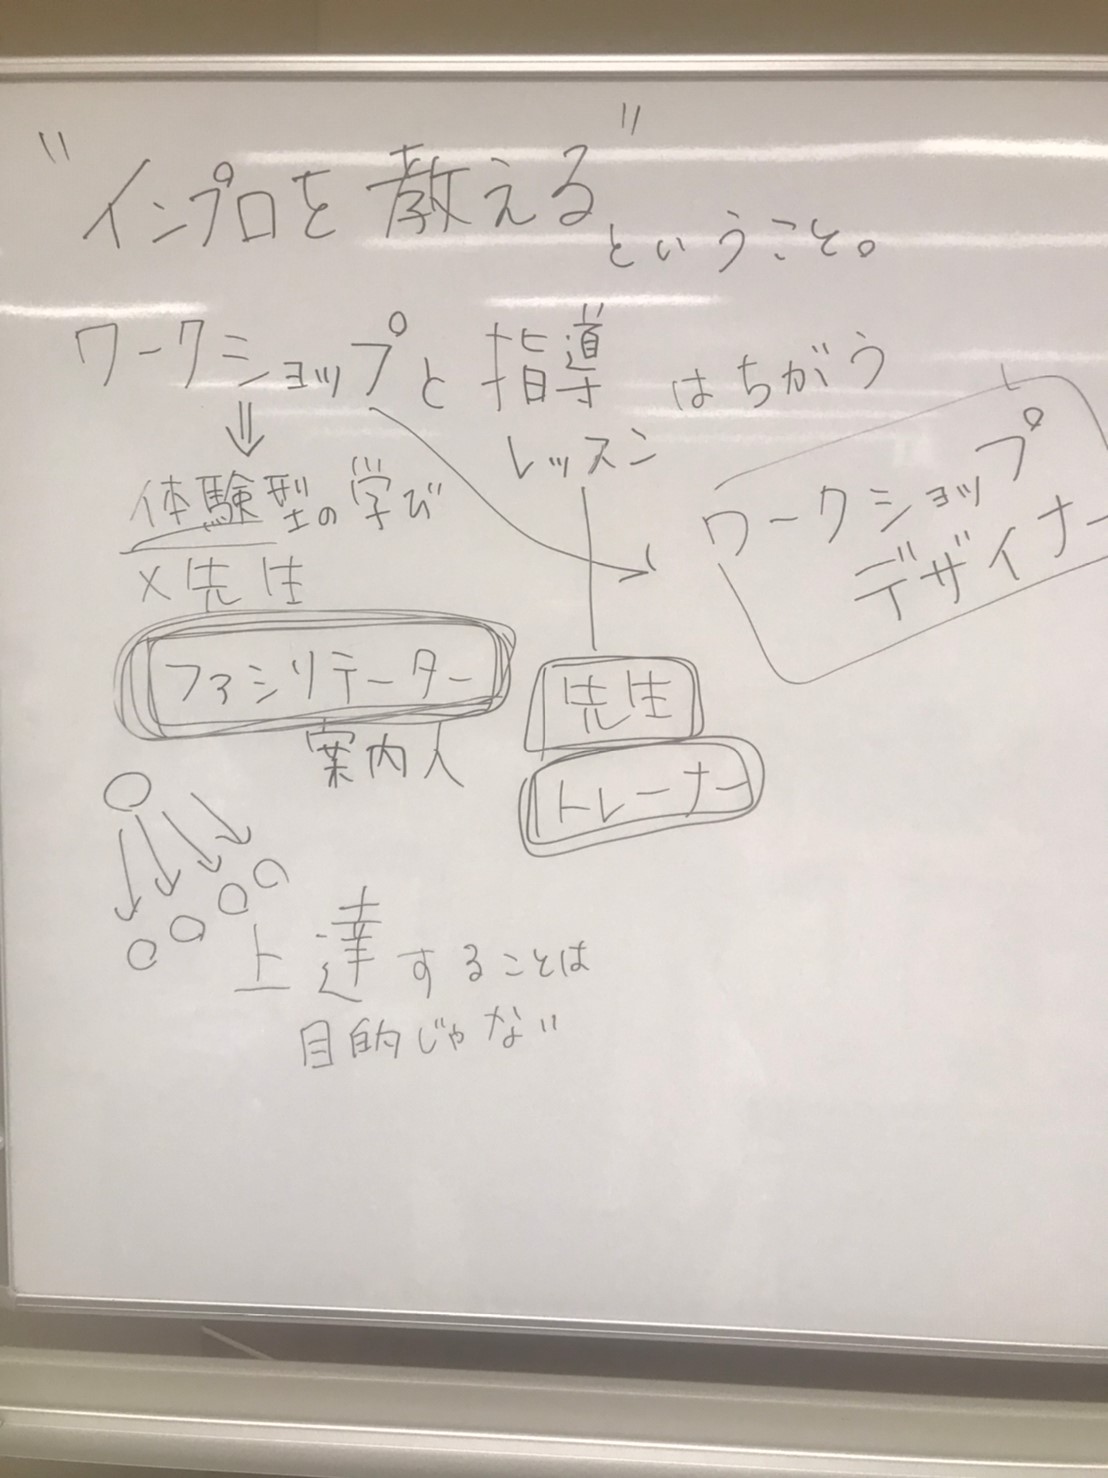 "インプロを教える"ということ。
ワークショップと指導はちがう
レッスン
体験型の学び
×先生
ファシリテーター
案内人
ワークショップ
デザイナー
先生
トレーナー
上達することは
目的じゃない